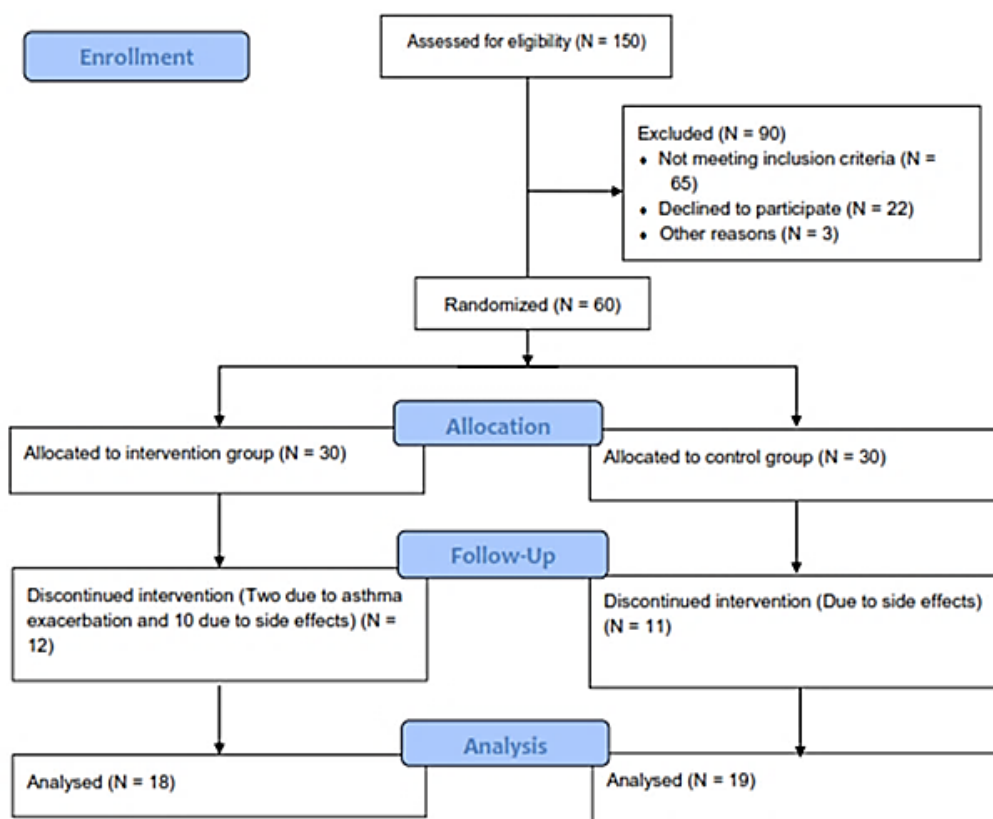 Enrollment
Assessed for eligibility (N = 150)
Excluded (N = 90)
♦ Not meeting inclusion criteria (N =
65)
♦ Declined to participate (N = 22)
♦ Other reasons (N = 3)
Randomized (N = 60)
Allocation
Allocated to intervention group (N = 30)
Allocated to control group (N = 30)
Follow-Up
Discontinued intervention (Two due to asthma
exacerbation and 10 due to side effects) (N =
12)
Discontinued intervention (Due to side effects)
(N = 11)
Analysis
Analysed (N = 18)
Analysed (N = 19)